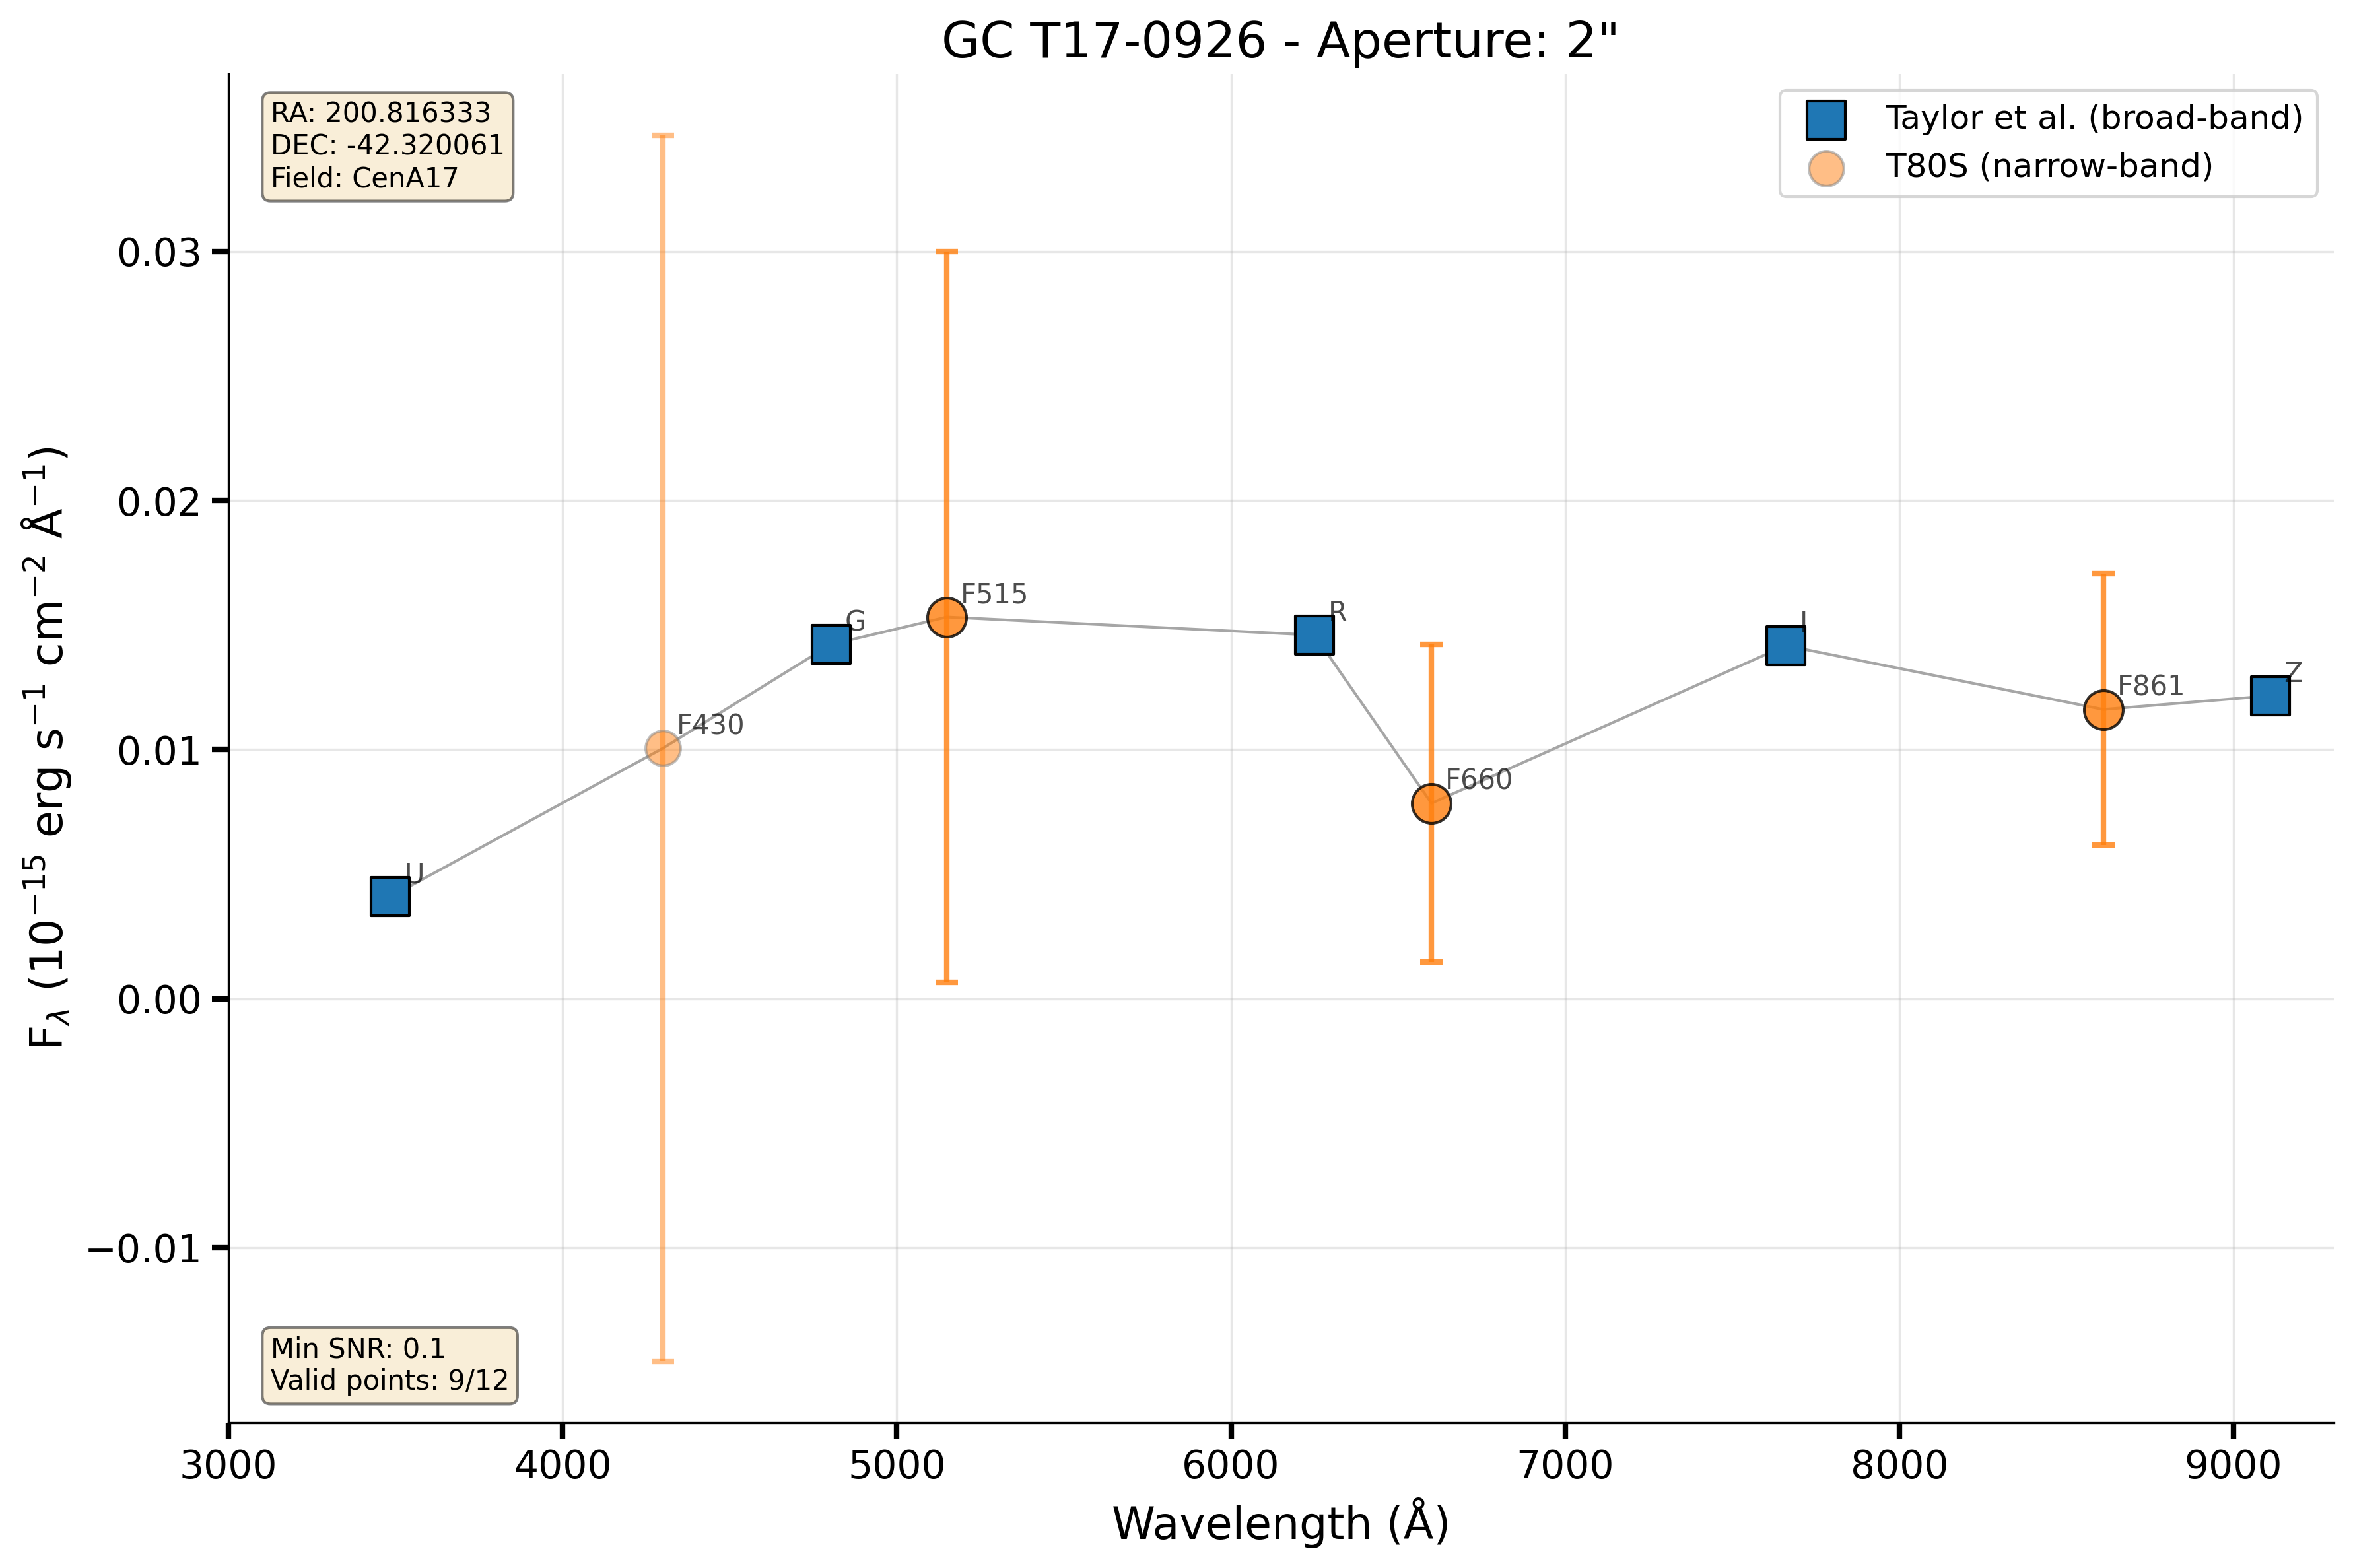 GC T17-0926 - Aperture: 2"
RA: 200.816333
DEC: -42.320061
Field: CenA17
Taylor et al. (broad-band)
T80S (narrow-band)
F_λ (10⁻¹⁵ erg s⁻¹ cm⁻² Å⁻¹)
0.03
0.02
0.01
0.00
−0.01
U
F430
G
F515
R
F660
I
F861
Z
Min SNR: 0.1
Valid points: 9/12
3000 4000 5000 6000 7000 8000 9000
Wavelength (Å)